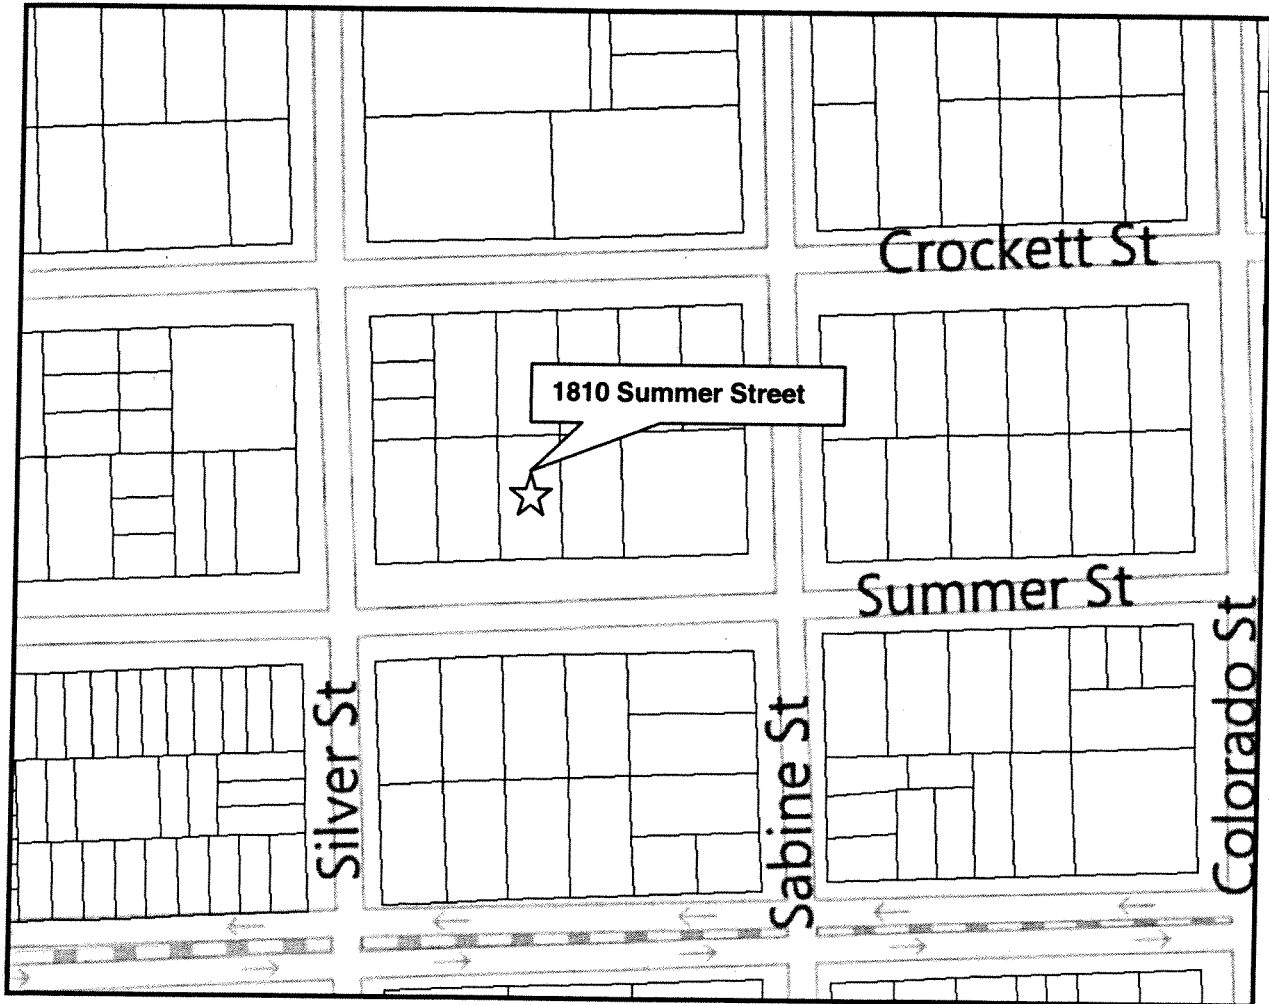 Crockett St
1810 Summer Street
Summer St
Silver St
Sabine St
Colorado St